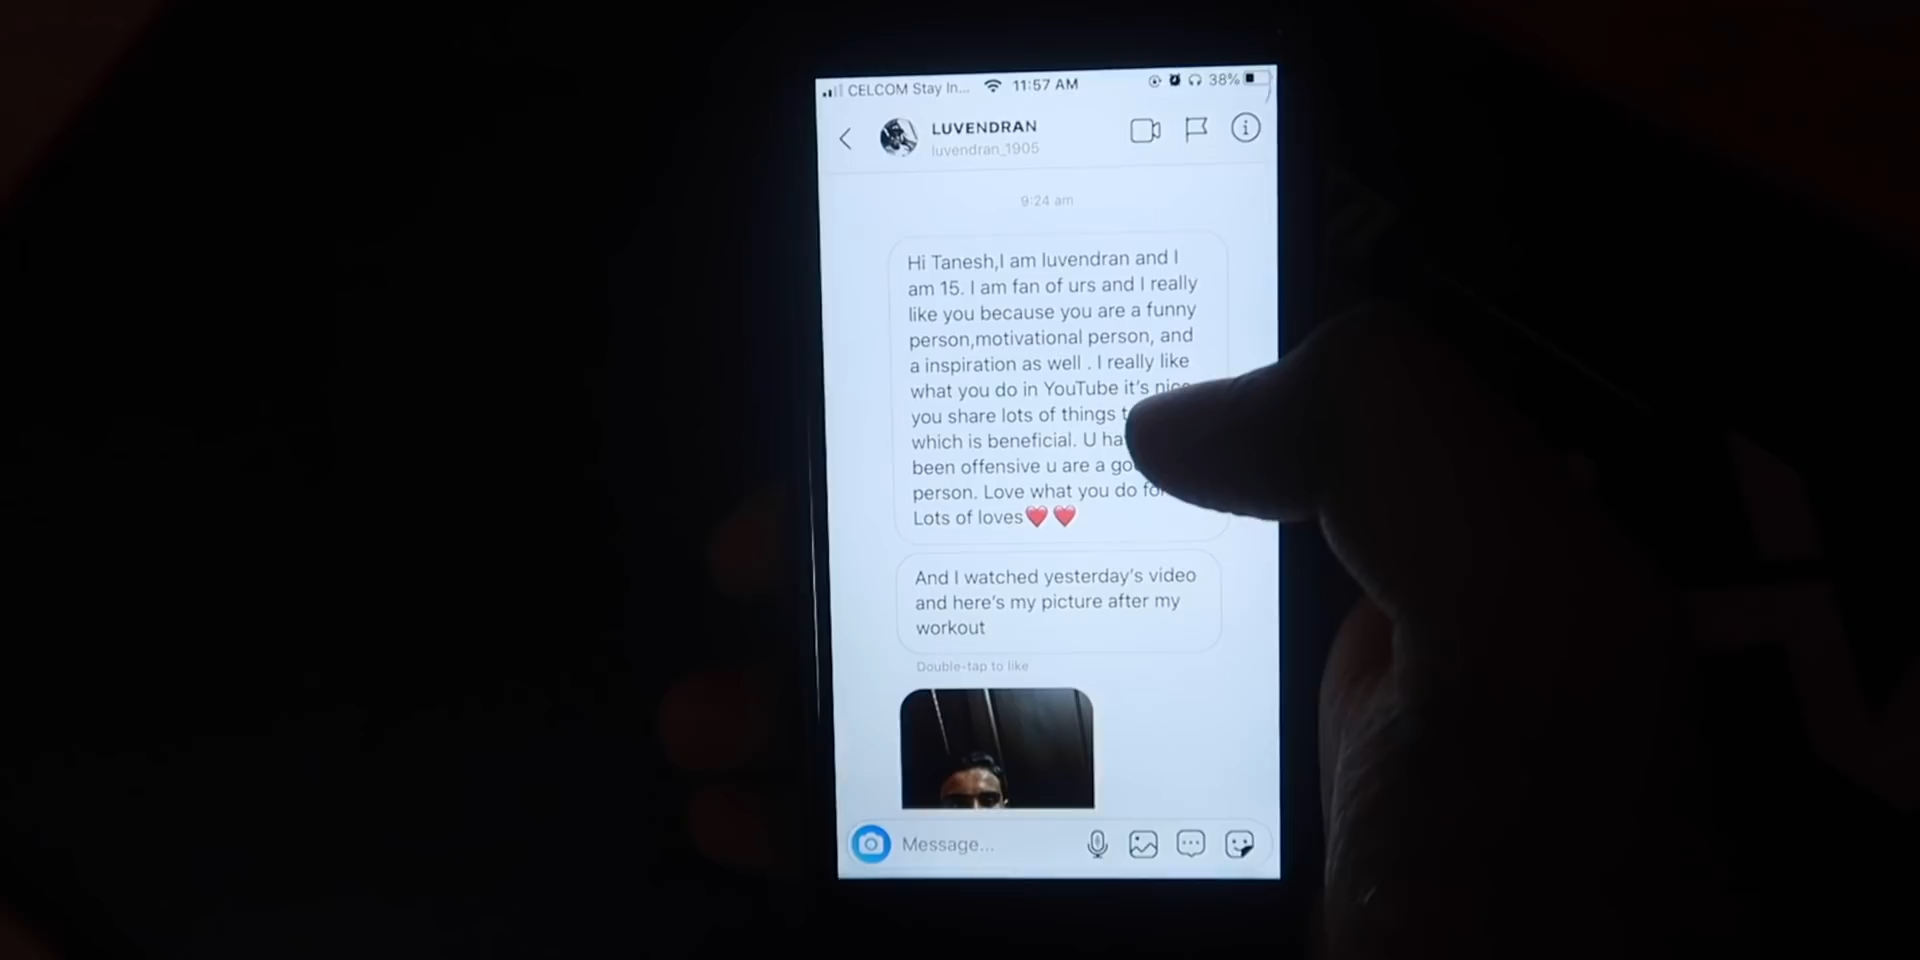 CELCOM Stay In... 11:57 AM 38%
LUVENDRAN
luvendran_1905
9:24 am
Hi Tanesh,I am luvendran and I
am 15. I am fan of urs and I really
like you because you are a funny
person,motivational person, and
a inspiration as well . I really like
what you do in YouTube it's nice
you share lots of things
which is beneficial. U
been offensive u are a
person. Love what you do
Lots of loves❤️❤️
And I watched yesterday's video
and here's my picture after my
workout
Double-tap to like
Message...